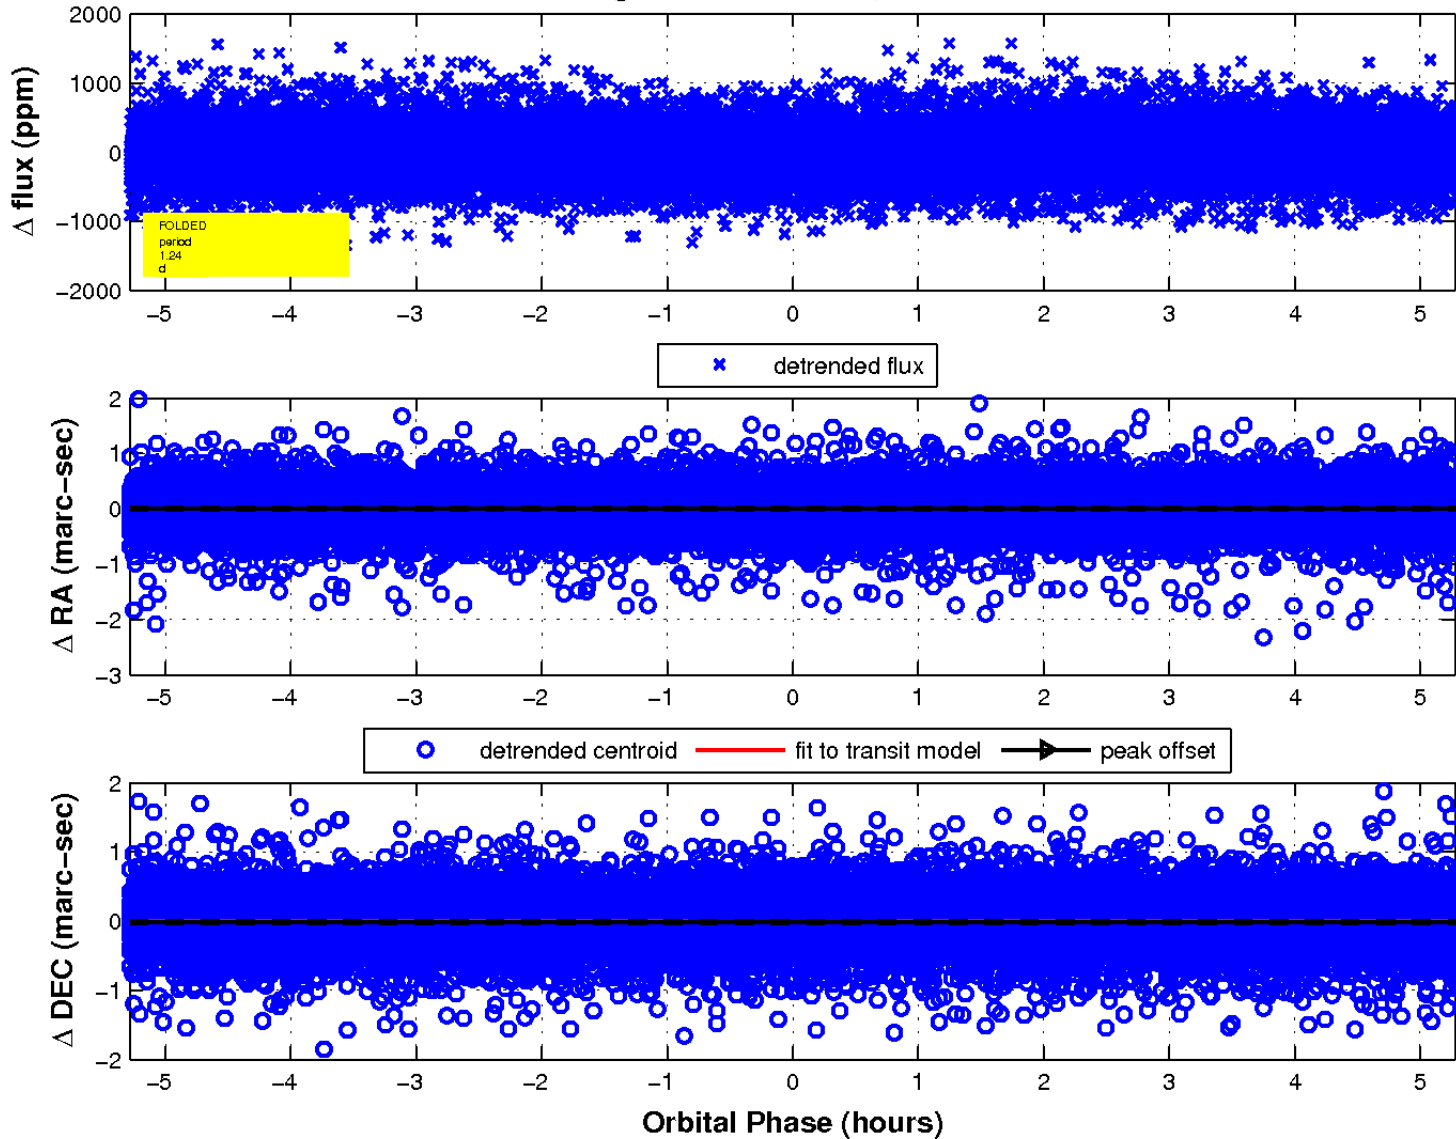 2000
1000
0
−1000
−2000
Δ flux (ppm)
FOLDED
period
1.24
d
−5 −4 −3 −2 −1 0 1 2 3 4 5
detrended flux
2
1
0
−1
−2
−3
Δ RA (marc−sec)
−5 −4 −3 −2 −1 0 1 2 3 4 5
detrended centroid fit to transit model peak offset
2
1
0
−1
−2
Δ DEC (marc−sec)
−5 −4 −3 −2 −1 0 1 2 3 4 5
Orbital Phase (hours)